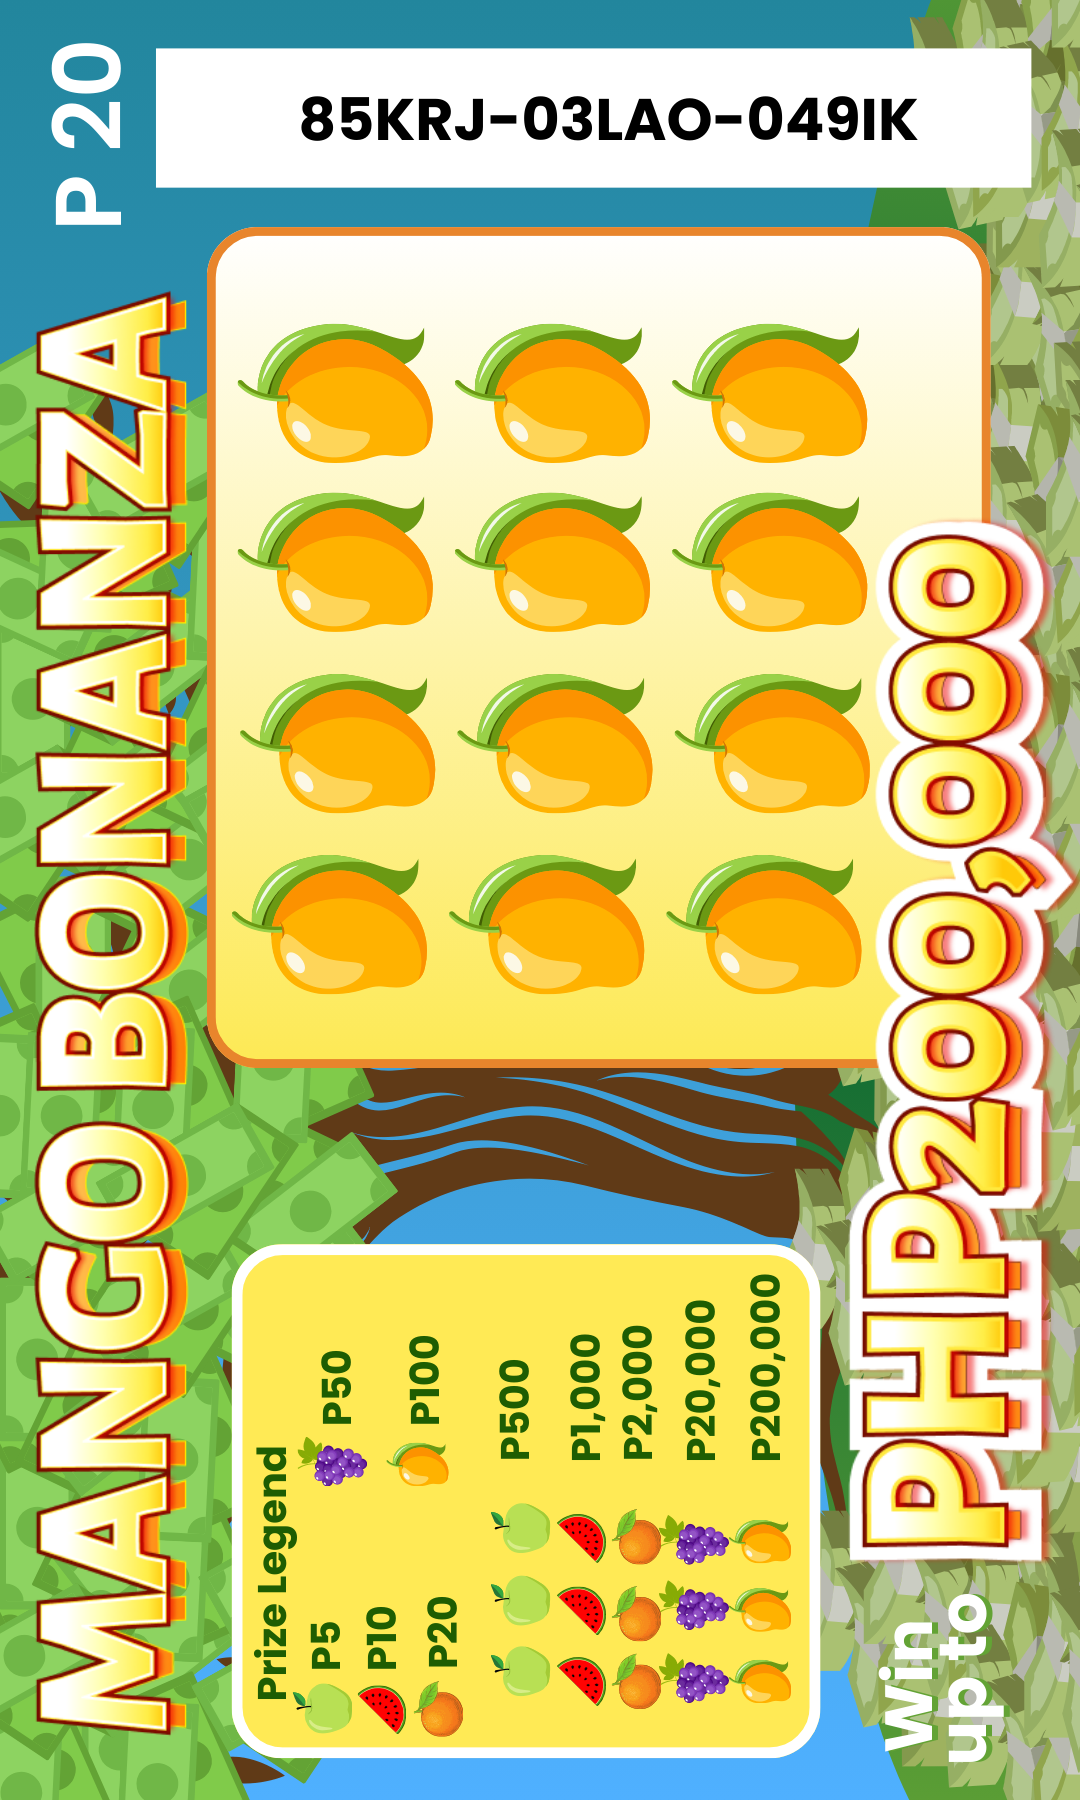 MANGO BONANZA
P 20
85KRJ-03LAO-049IK
Prize Legend
P5
P10
P20
P50
P100
P500
P1,000
P2,000
P20,000
P200,000
Win
up to
PHP200,000